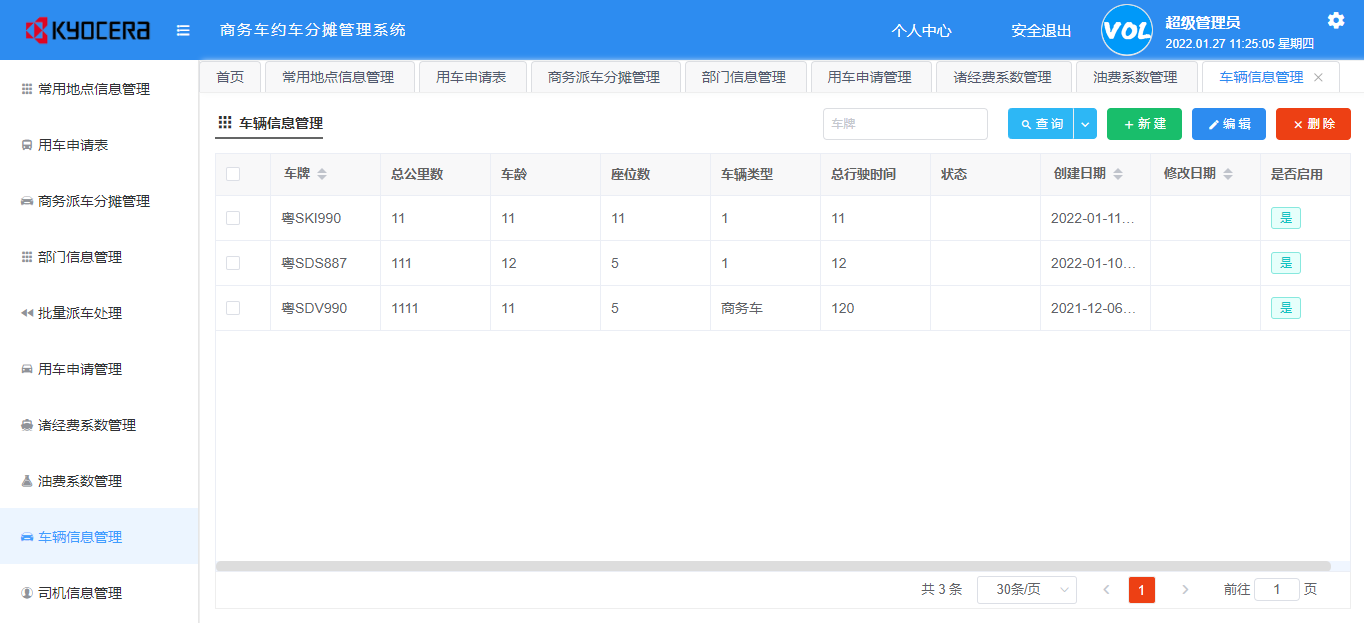 KYOCERA 商务车约车分摊管理系统 个人中心 安全退出 VOL 超级管理员
2022.01.27 11:25:05 星期四
首页 常用地点信息管理 用车申请表 商务派车分摊管理 部门信息管理 用车申请管理 诸经费系数管理 油费系数管理 车辆信息管理
常用地点信息管理
用车申请表
商务派车分摊管理
部门信息管理
批量派车处理
用车申请管理
诸经费系数管理
油费系数管理
车辆信息管理
司机信息管理
车辆信息管理 车牌 查 询 新 建 编 辑 删 除
车牌 总公里数 车龄 座位数 车辆类型 总行驶时间 状态 创建日期 修改日期 是否启用
粤SKI990 11 11 11 1 11 2022-01-11... 是
粤SDS887 111 12 5 1 12 2022-01-10... 是
粤SDV990 1111 11 5 商务车 120 2021-12-06... 是
共 3 条 30条/页 1 前往 1 页